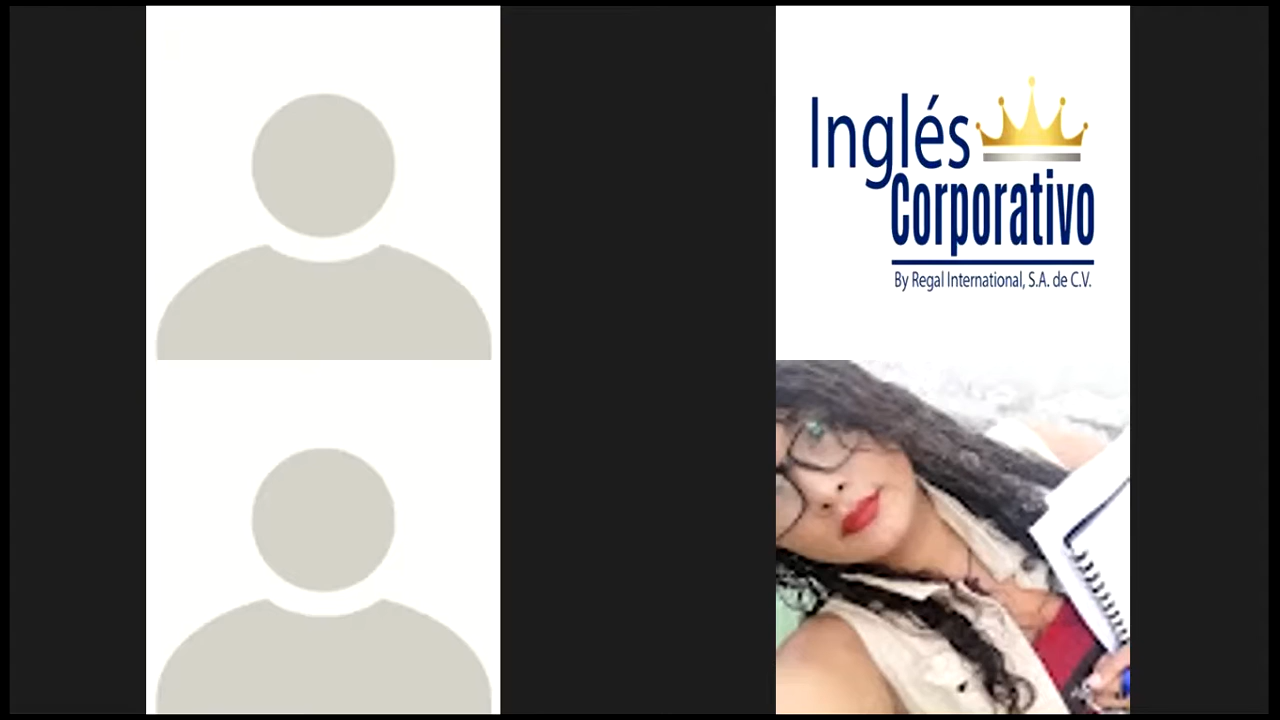 Inglés
Corporativo
By Regal International, S.A. de C.V.